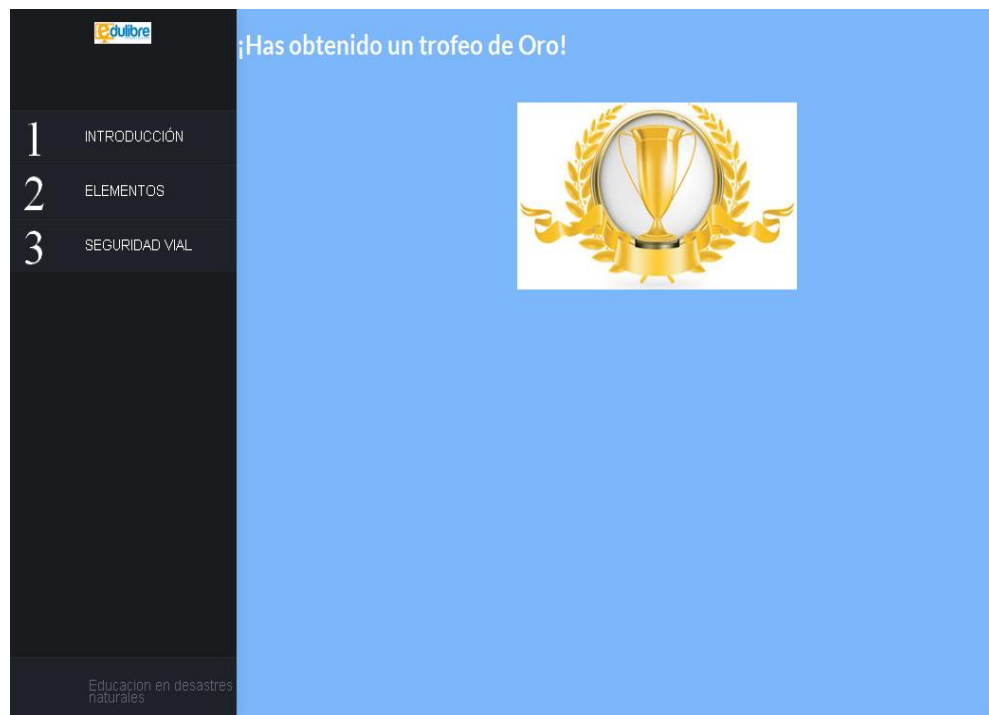 edulibre
¡Has obtenido un trofeo de Oro!
1 INTRODUCCIÓN
2 ELEMENTOS
3 SEGURIDAD VIAL
Educacion en desastres
naturales